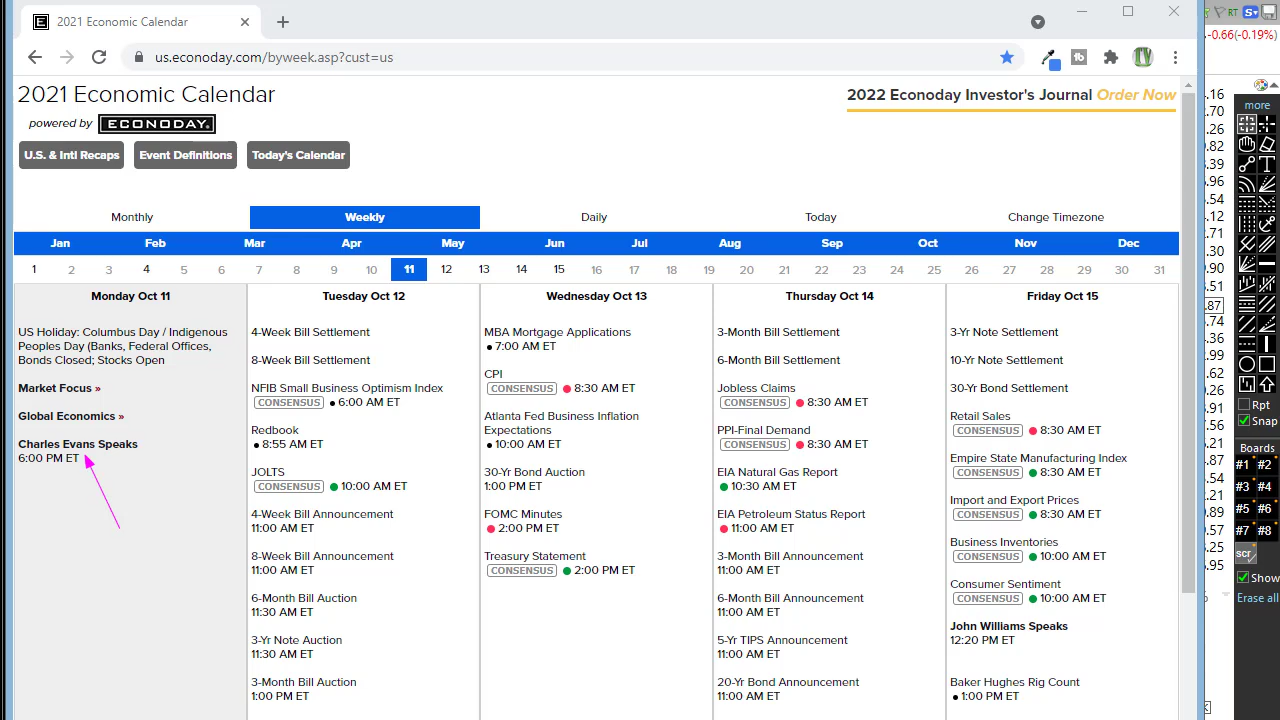 2021 Economic Calendar
us.econoday.com/byweek.asp?cust=us
2021 Economic Calendar
powered by ECONODAY.
2022 Econoday Investor's Journal Order Now
U.S. & Intl Recaps Event Definitions Today's Calendar
Monthly Weekly Daily Today Change Timezone
Jan Feb Mar Apr May Jun Jul Aug Sep Oct Nov Dec
1 2 3 4 5 6 7 8 9 10 11 12 13 14 15 16 17 18 19 20 21 22 23 24 25 26 27 28 29 30 31
Monday Oct 11
US Holiday: Columbus Day / Indigenous
Peoples Day (Banks, Federal Offices,
Bonds Closed; Stocks Open
Market Focus »
Global Economics »
Charles Evans Speaks
6:00 PM ET
Tuesday Oct 12
4-Week Bill Settlement
8-Week Bill Settlement
NFIB Small Business Optimism Index
CONSENSUS 6:00 AM ET
Redbook
8:55 AM ET
JOLTS
CONSENSUS 10:00 AM ET
4-Week Bill Announcement
11:00 AM ET
8-Week Bill Announcement
11:00 AM ET
6-Month Bill Auction
11:30 AM ET
3-Yr Note Auction
11:30 AM ET
3-Month Bill Auction
1:00 PM ET
Wednesday Oct 13
MBA Mortgage Applications
7:00 AM ET
CPI
CONSENSUS 8:30 AM ET
Atlanta Fed Business Inflation
Expectations
10:00 AM ET
30-Yr Bond Auction
1:00 PM ET
FOMC Minutes
2:00 PM ET
Treasury Statement
CONSENSUS 2:00 PM ET
Thursday Oct 14
3-Month Bill Settlement
6-Month Bill Settlement
Jobless Claims
CONSENSUS 8:30 AM ET
PPI-Final Demand
CONSENSUS 8:30 AM ET
EIA Natural Gas Report
10:30 AM ET
EIA Petroleum Status Report
11:00 AM ET
3-Month Bill Announcement
11:00 AM ET
6-Month Bill Announcement
11:00 AM ET
5-Yr TIPS Announcement
11:00 AM ET
20-Yr Bond Announcement
11:00 AM ET
Friday Oct 15
3-Yr Note Settlement
10-Yr Note Settlement
30-Yr Bond Settlement
Retail Sales
CONSENSUS 8:30 AM ET
Empire State Manufacturing Index
CONSENSUS 8:30 AM ET
Import and Export Prices
CONSENSUS 8:30 AM ET
Business Inventories
CONSENSUS 10:00 AM ET
Consumer Sentiment
CONSENSUS 10:00 AM ET
John Williams Speaks
12:20 PM ET
Baker Hughes Rig Count
1:00 PM ET
RT
-0.66(-0.19%)
more
Rpt
Snap
Boards
#1 #2
#3 #4
#5 #6
#7 #8
scr
Show
Erase all